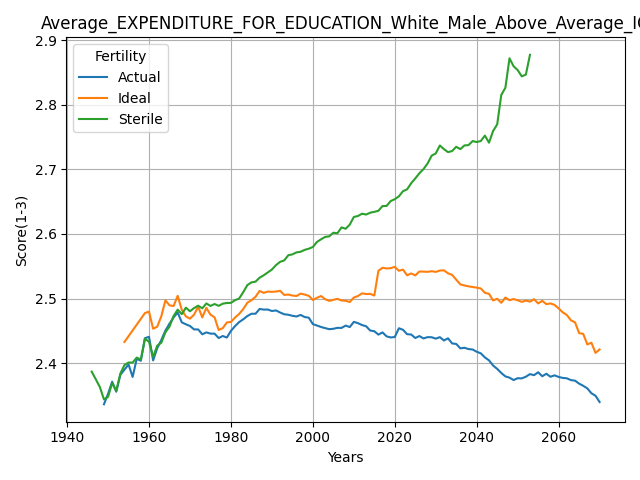 Average_EXPENDITURE_FOR_EDUCATION_White_Male_Above_Average_IQ
Fertility
Actual
Ideal
Sterile
2.9
2.8
2.7
2.6
2.5
2.4
Score(1-3)
1940
1960
1980
2000
2020
2040
2060
Years